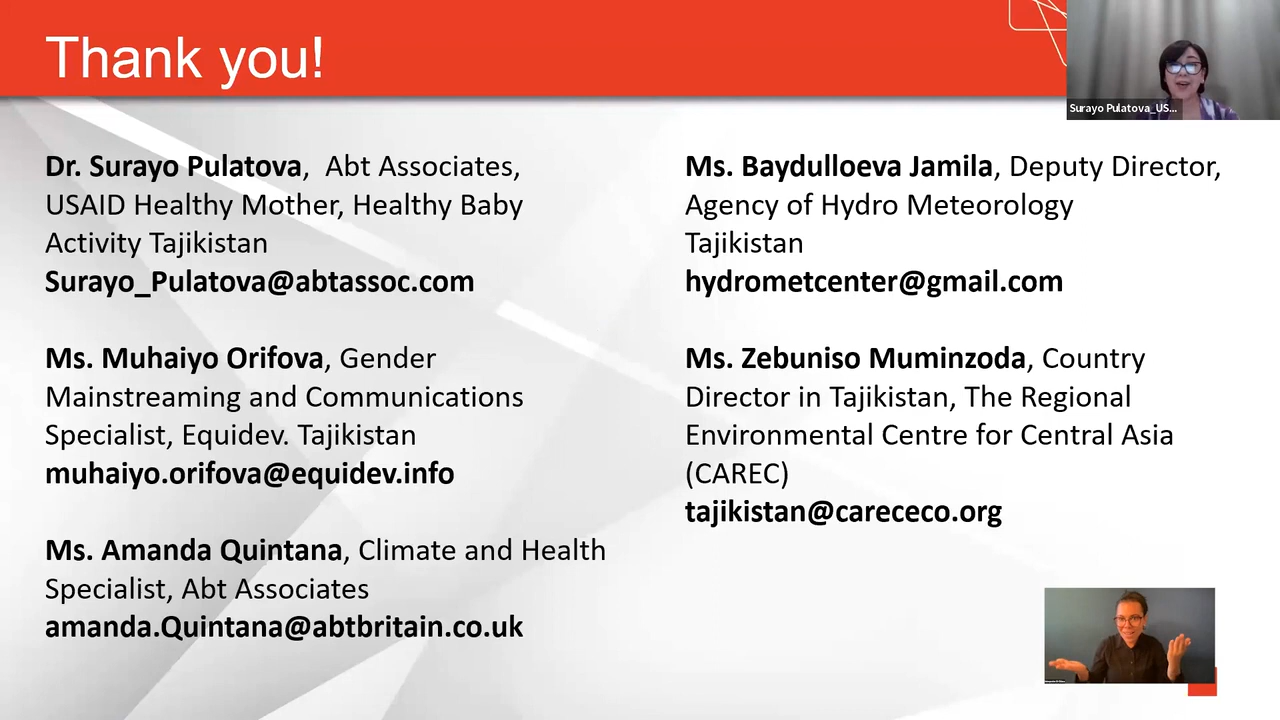 Thank you!
Surayo Pulatova_US...
Dr. Surayo Pulatova,  Abt Associates,
USAID Healthy Mother, Healthy Baby
Activity Tajikistan
Surayo_Pulatova@abtassoc.com
Ms. Muhaiyo Orifova, Gender
Mainstreaming and Communications
Specialist, Equidev. Tajikistan
muhaiyo.orifova@equidev.info
Ms. Amanda Quintana, Climate and Health
Specialist, Abt Associates
amanda.Quintana@abtbritain.co.uk
Ms. Baydulloeva Jamila, Deputy Director,
Agency of Hydro Meteorology
Tajikistan
hydrometcenter@gmail.com
Ms. Zebuniso Muminzoda, Country
Director in Tajikistan, The Regional
Environmental Centre for Central Asia
(CAREC)
tajikistan@carececo.org